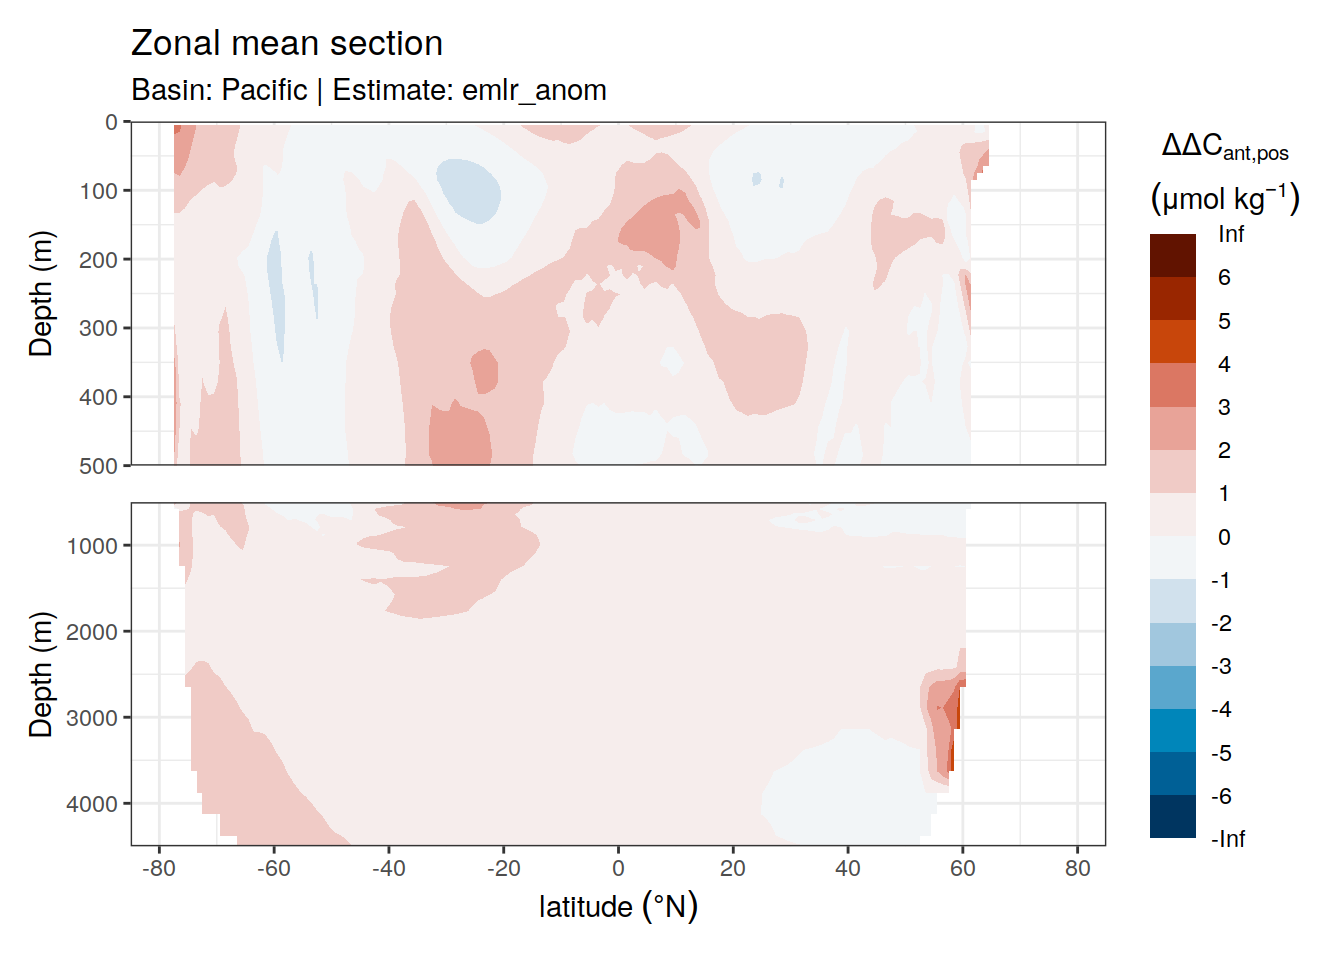 Zonal mean section
Basin: Pacific | Estimate: emlr_anom
0
100
200
300
400
500
Depth (m)
1000
2000
3000
4000
Depth (m)
-80 -60 -40 -20 0 20 40 60 80
latitude (°N)
ΔΔCant,pos
(μmol kg⁻¹)
Inf
6
5
4
3
2
1
0
-1
-2
-3
-4
-5
-6
-Inf